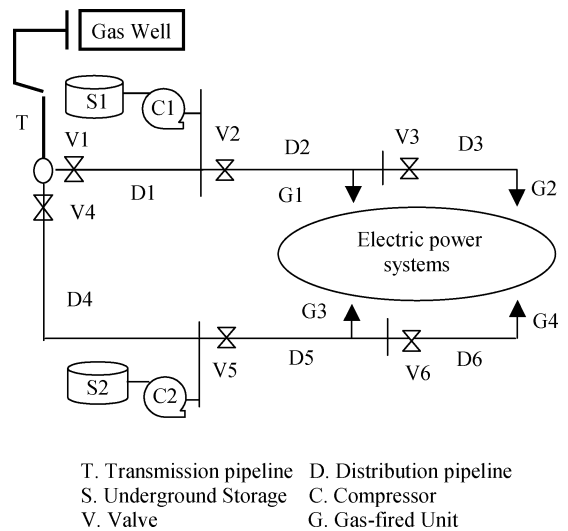 Gas Well
S1
C1
T
V1
V2
D2
V3
D3
D1
G1
G2
V4
Electric power
systems
D4
G3
G4
V5
D5
V6
D6
S2
C2
T. Transmission pipeline D. Distribution pipeline
S. Underground Storage C. Compressor
V. Valve G. Gas-fired Unit